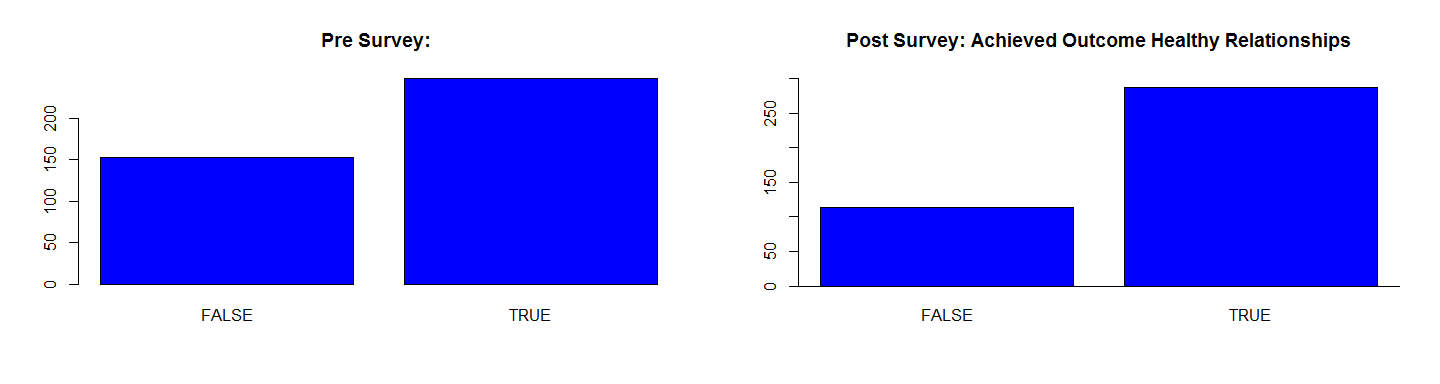 Pre Survey:
200
150
100
50
0
FALSE
TRUE
Post Survey: Achieved Outcome Healthy Relationships
250
150
50
0
FALSE
TRUE